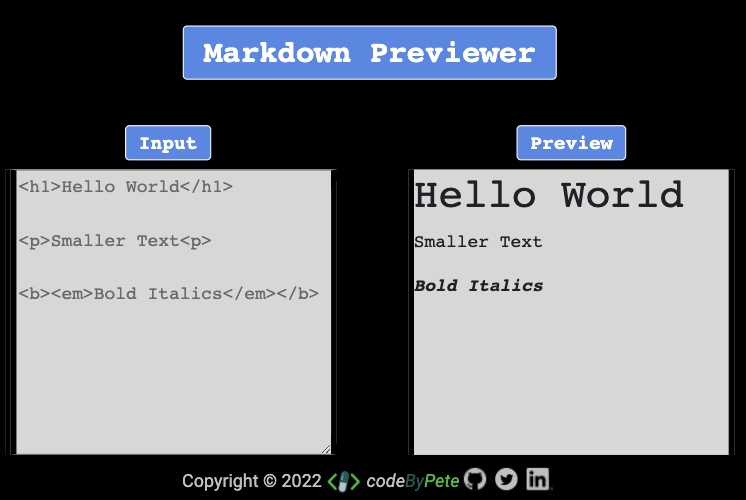 Markdown Previewer
Input
<h1>Hello World</h1>
<p>Smaller Text<p>
<b><em>Bold Italics</em></b>
Preview
Hello World
Smaller Text
Bold Italics
Copyright © 2022 codeByPete in